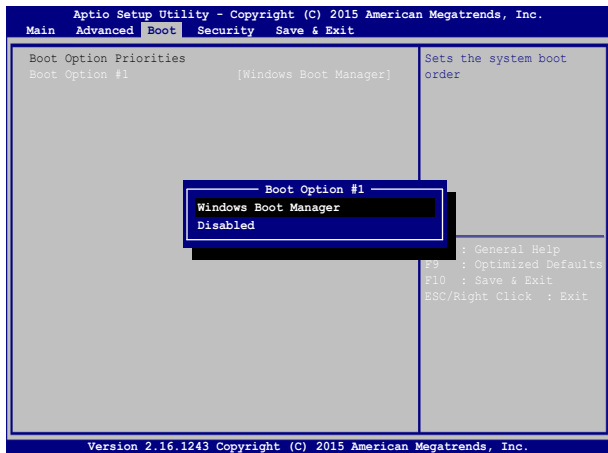 Aptio Setup Utility - Copyright (C) 2015 American Megatrends, Inc.
Main Advanced Boot Security Save & Exit
Boot Option Priorities
Boot Option #1 [Windows Boot Manager]
Sets the system boot
order
Boot Option #1
Windows Boot Manager
Disabled
: General Help
F9 : Optimized Defaults
F10 : Save & Exit
ESC/Right Click : Exit
Version 2.16.1243 Copyright (C) 2015 American Megatrends, Inc.